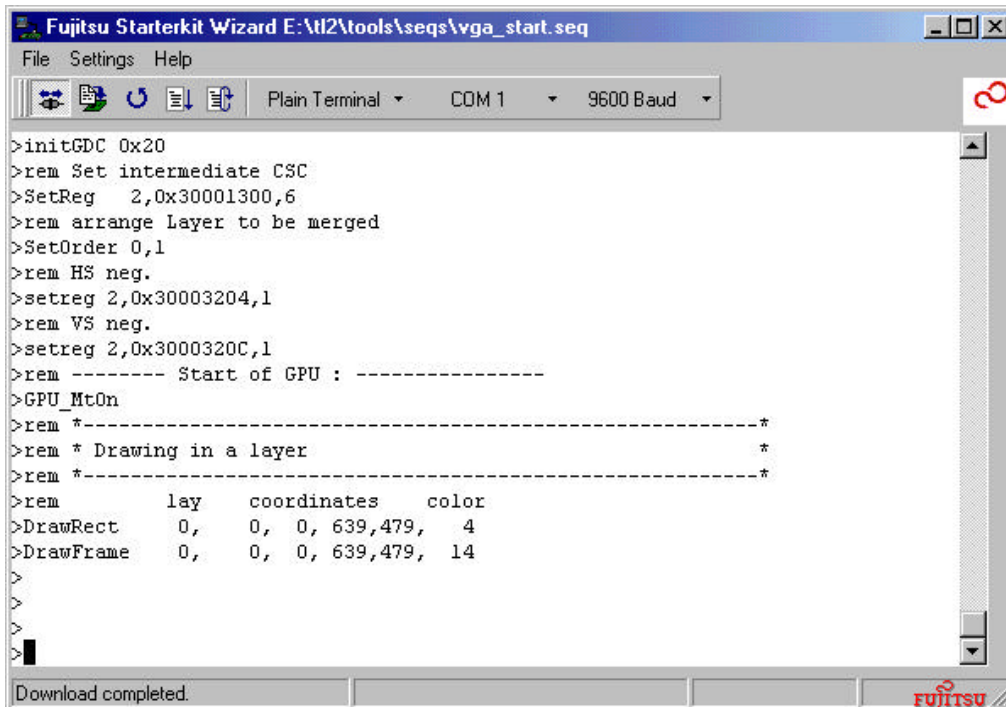 Fujitsu Starterkit Wizard E:\tl2\tools\seqs\vga_start.seq
File Settings Help
Plain Terminal COM 1 9600 Baud
>initGDC 0x20
>rem Set intermediate CSC
>SetReg 2,0x30001300,6
>rem arrange Layer to be merged
>SetOrder 0,1
>rem HS neg.
>setreg 2,0x30003204,1
>rem VS neg.
>setreg 2,0x3000320C,1
>rem -------- Start of GPU : ----------------
>GPU_MtOn
>rem *---------------------------------------------------------*
>rem * Drawing in a layer *
>rem *---------------------------------------------------------*
>rem lay coordinates color
>DrawRect 0, 0, 0, 639,479, 4
>DrawFrame 0, 0, 0, 639,479, 14
>
>
>
>
Download completed.
FUJITSU